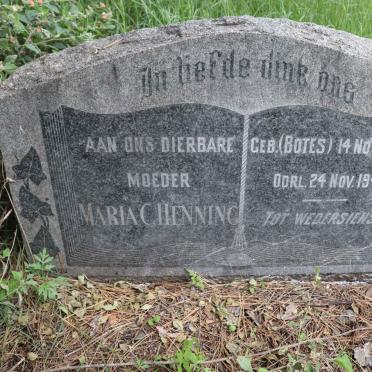 In liefde dink ons
AAN ONS DIERBARE
MOEDER
MARIA C. HENNING
GEB. (BOTES) 14 NO
OORL. 24 NOV. 19
TOT WEDERSIENS